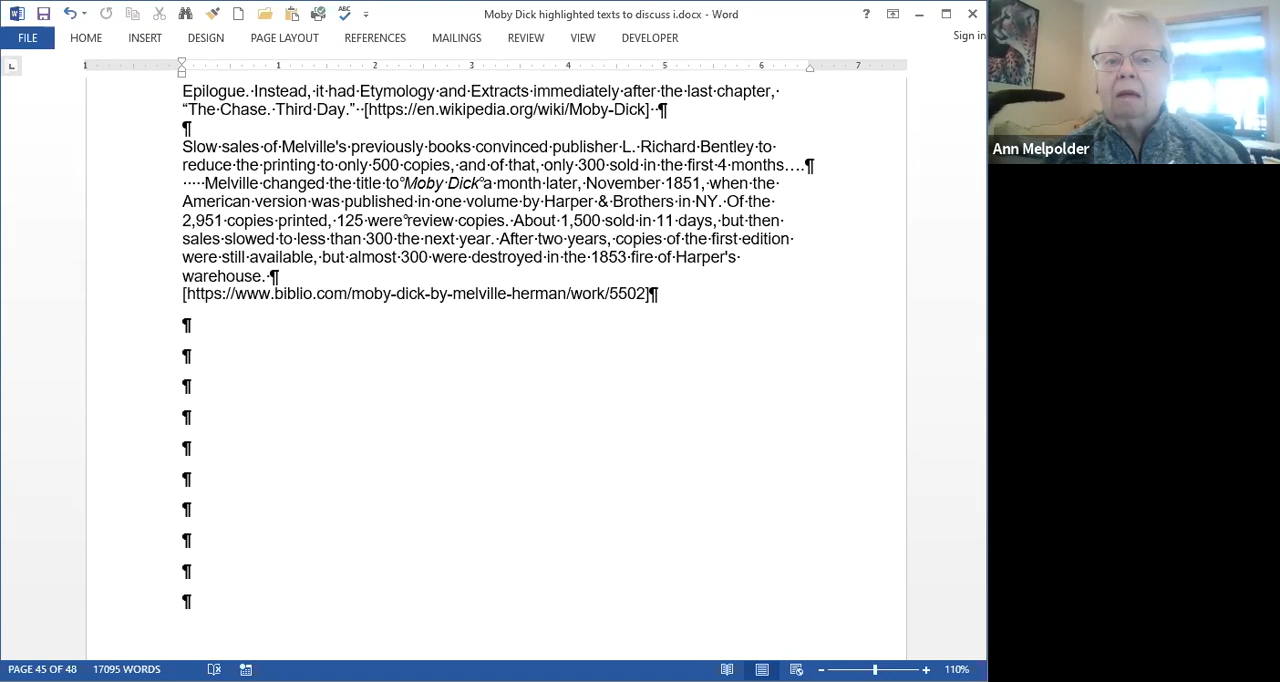 Moby Dick highlighted texts to discuss i.docx - Word
FILE HOME INSERT DESIGN PAGE LAYOUT REFERENCES MAILINGS REVIEW VIEW DEVELOPER Sign in
1 1 2 3 4 5 6 7
Epilogue. Instead, it had Etymology and Extracts immediately after the last chapter,
“The Chase. Third Day.” [https://en.wikipedia.org/wiki/Moby-Dick] ¶
¶
Slow sales of Melville's previously books convinced publisher L. Richard Bentley to
reduce the printing to only 500 copies, and of that, only 300 sold in the first 4 months….¶
Melville changed the title to Moby Dick a month later, November 1851, when the
American version was published in one volume by Harper & Brothers in NY. Of the
2,951 copies printed, 125 were review copies. About 1,500 sold in 11 days, but then
sales slowed to less than 300 the next year. After two years, copies of the first edition
were still available, but almost 300 were destroyed in the 1853 fire of Harper's
warehouse. ¶
[https://www.biblio.com/moby-dick-by-melville-herman/work/5502]¶
¶
¶
¶
¶
¶
¶
¶
¶
¶
¶
PAGE 45 OF 48 17095 WORDS 110%
Ann Melpolder